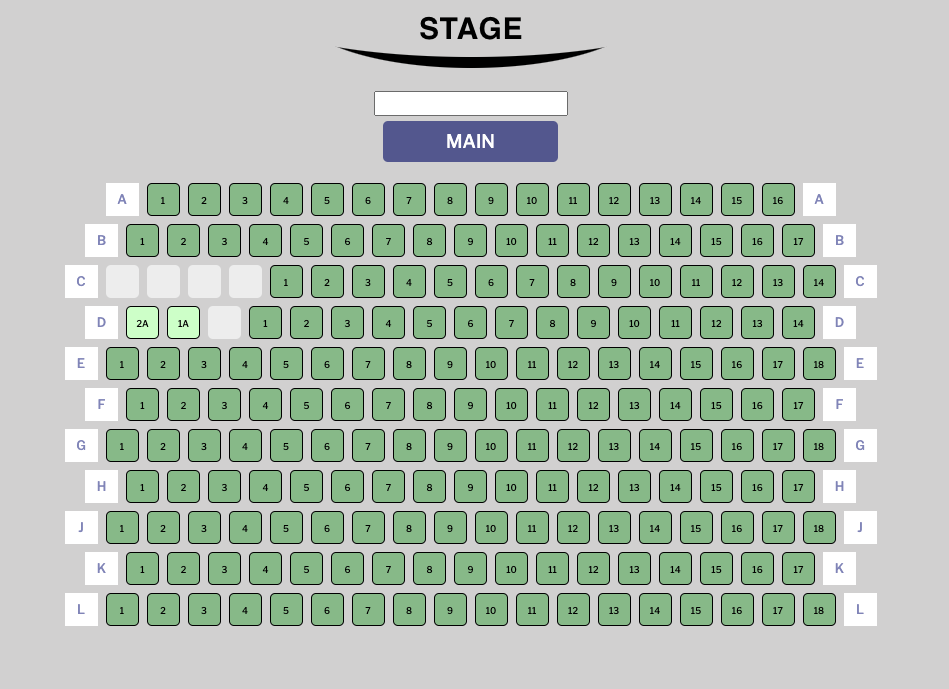 STAGE
MAIN
A 1 2 3 4 5 6 7 8 9 10 11 12 13 14 15 16 A
B 1 2 3 4 5 6 7 8 9 10 11 12 13 14 15 16 17 B
C 1 2 3 4 5 6 7 8 9 10 11 12 13 14 C
D 2A 1A 1 2 3 4 5 6 7 8 9 10 11 12 13 14 D
E 1 2 3 4 5 6 7 8 9 10 11 12 13 14 15 16 17 18 E
F 1 2 3 4 5 6 7 8 9 10 11 12 13 14 15 16 17 F
G 1 2 3 4 5 6 7 8 9 10 11 12 13 14 15 16 17 18 G
H 1 2 3 4 5 6 7 8 9 10 11 12 13 14 15 16 17 H
J 1 2 3 4 5 6 7 8 9 10 11 12 13 14 15 16 17 18 J
K 1 2 3 4 5 6 7 8 9 10 11 12 13 14 15 16 17 K
L 1 2 3 4 5 6 7 8 9 10 11 12 13 14 15 16 17 18 L